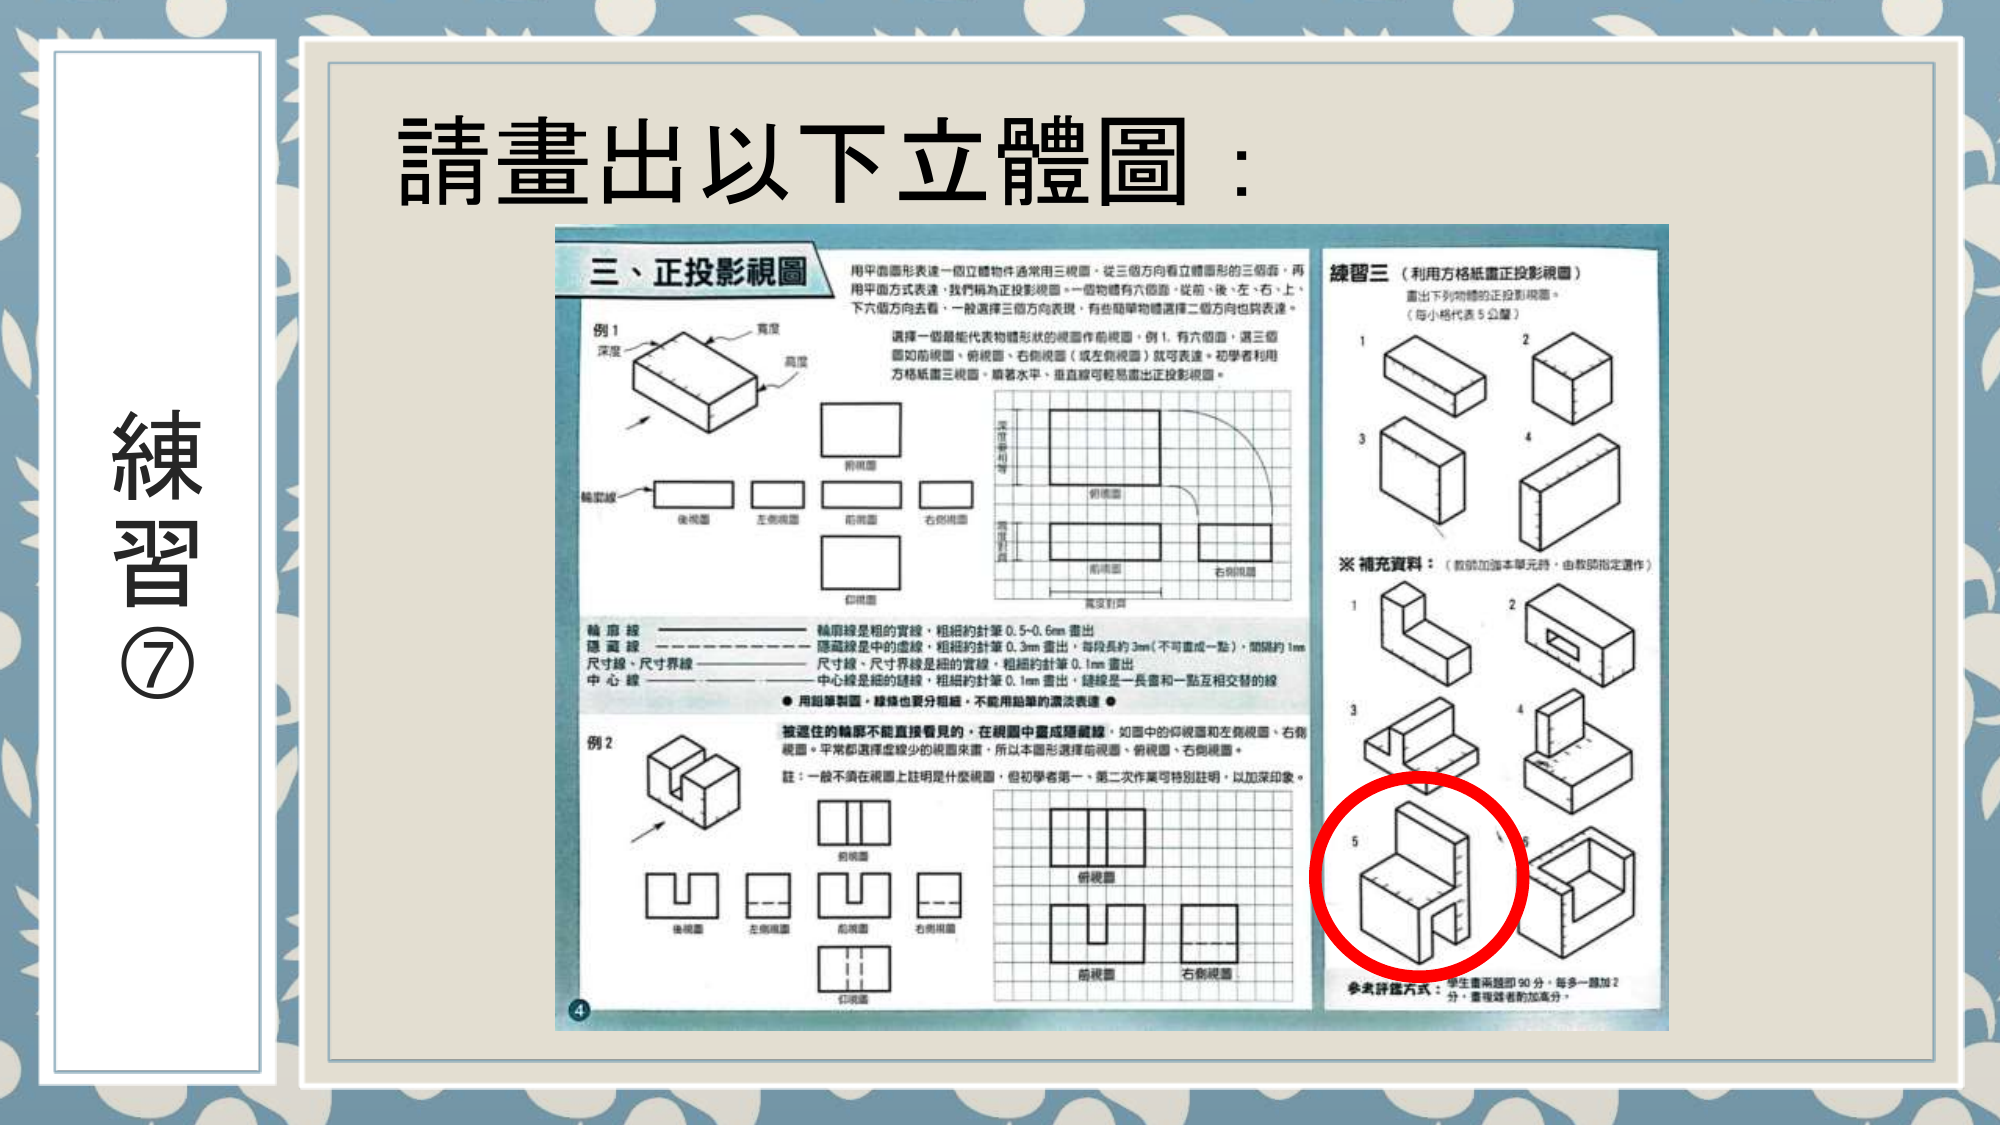 請畫出以下立體圖：
練習⑦
三、正投影視圖
用平面圖形表達一個立體物件通常用三視圖，從三個方向看立體圖形的三個面，再
用平面方式表達，我們稱為正投影視圖。一個物體有六個面，從前、後、左、右、上、
下六個方向去看，一般選擇三個方向表現，有些簡單物體選擇二個方向也夠表達。
例1
寬度
深度
高度
選擇一個最能代表物體形狀的視圖作前視圖，例1. 有六個面，選三個
圖如前視圖、俯視圖、右側視圖（或左側視圖）就可表達。初學者利用
方格紙畫三視圖，順著水平、垂直線可輕易畫出正投影視圖。
俯視圖
輪廓線
後視圖
左側視圖
前視圖
右側視圖
仰視圖
俯視圖
前視圖
右側視圖
寬度對齊
輪廓線
輪廓線是粗的實線，粗細約針筆0.5~0.6mm畫出
隱藏線
隱藏線是中的虛線，粗細約針筆0.3mm畫出，每段長約3mm(不可畫成一點)，間隔約1mm
尺寸線、尺寸界線
尺寸線、尺寸界線是細的實線，粗細約針筆0.1mm畫出
中心線
中心線是細的鏈線，粗細約針筆0.1mm畫出，鏈線是一長畫和一點互相交替的線
● 用鉛筆製圖，線條也要分粗細，不能用鉛筆的濃淡表達 ●
例2
被遮住的輪廓不能直接看見的，在視圖中畫成隱藏線，如圖中的仰視圖和左側視圖、右側
視圖。平常都選擇虛線少的視圖來畫，所以本圖形選擇前視圖、俯視圖、右側視圖。
註：一般不須在視圖上註明是什麼視圖，但初學者第一、第二次作業可特別註明，以加深印象。
俯視圖
後視圖
左側視圖
前視圖
右側視圖
仰視圖
俯視圖
前視圖
右側視圖
4
練習三（利用方格紙畫正投影視圖）
畫出下列物體的正投影視圖。
（每小格代表5公釐）
1
2
3
4
※補充資料：（教師加強本單元時，由教師指定選作）
1
2
3
4
5
6
參考評鑑方式：學生畫兩題即90分，每多一題加2
分，畫複雜者酌加高分。